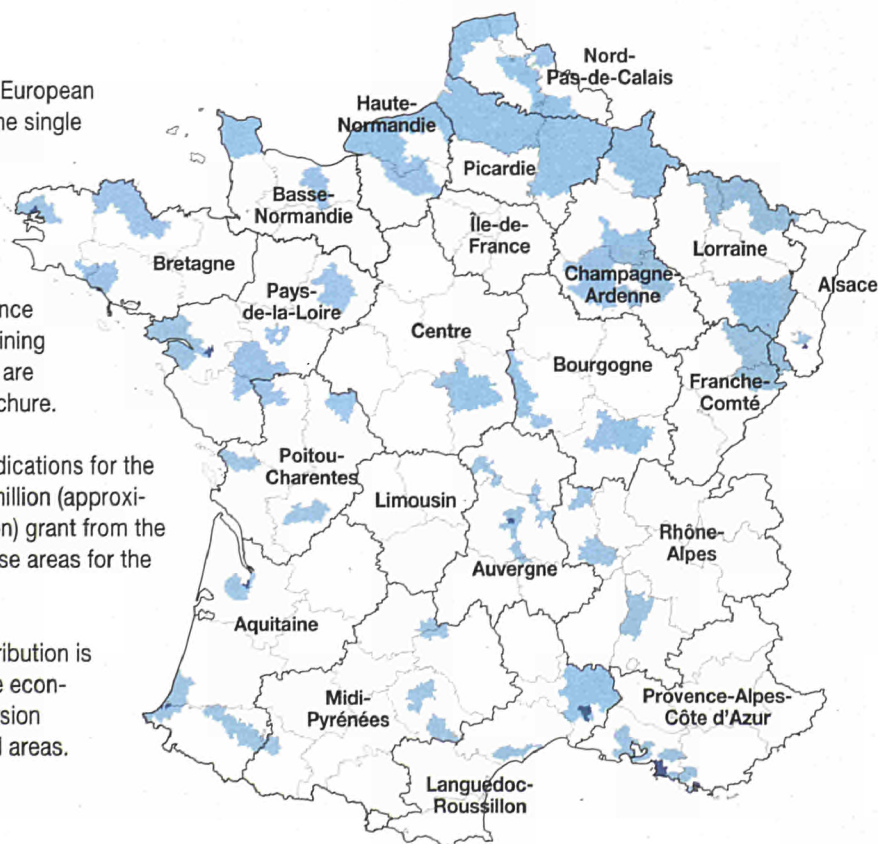 European
ne single
nce
ining
are
chure.
dications for the
million (approxi-
on) grant from the
se areas for the
ribution is
e econ-
sion
l areas.
Nord-
Pas-de-Calais
Haute-
Normandie
Picardie
Basse-
Normandie
Île-de-
France
Lorraine
Bretagne
Champagne-
Ardenne
Alsace
Pays-
de-la-Loire
Centre
Bourgogne
Franche-
Comté
Poitou-
Charentes
Limousin
Rhône-
Alpes
Auvergne
Aquitaine
Midi-
Pyrénées
Provence-Alpes-
Côte d'Azur
Languedoc-
Roussillon